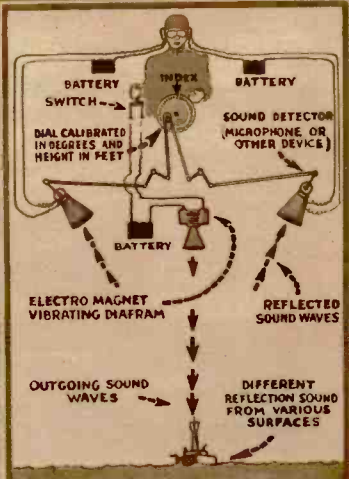 BATTERY
BATTERY
INDEX
SWITCH
DIAL CALIBRATED
IN DEGREES AND
HEIGHT IN FEET
SOUND DETECTOR
(MICROPHONE OR
OTHER DEVICE)
BATTERY
ELECTRO MAGNET
VIBRATING DIAFRAM
REFLECTED
SOUND WAVES
OUTGOING SOUND
WAVES
DIFFERENT
REFLECTION SOUND
FROM VARIOUS
SURFACES